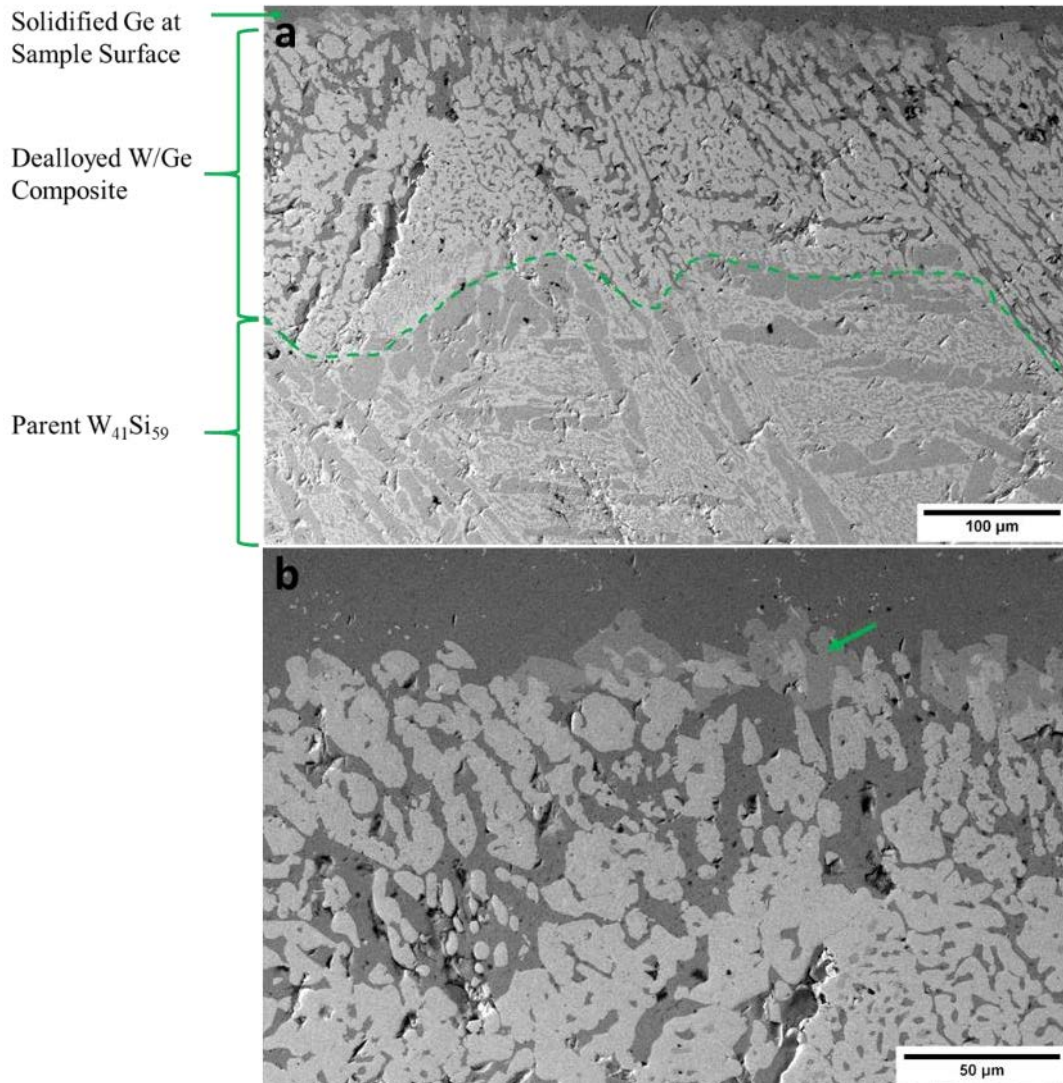 Solidified Ge at
Sample Surface
a
Dealloyed W/Ge
Composite
Parent W₄₁Si₅₉
100 µm
b
50 µm